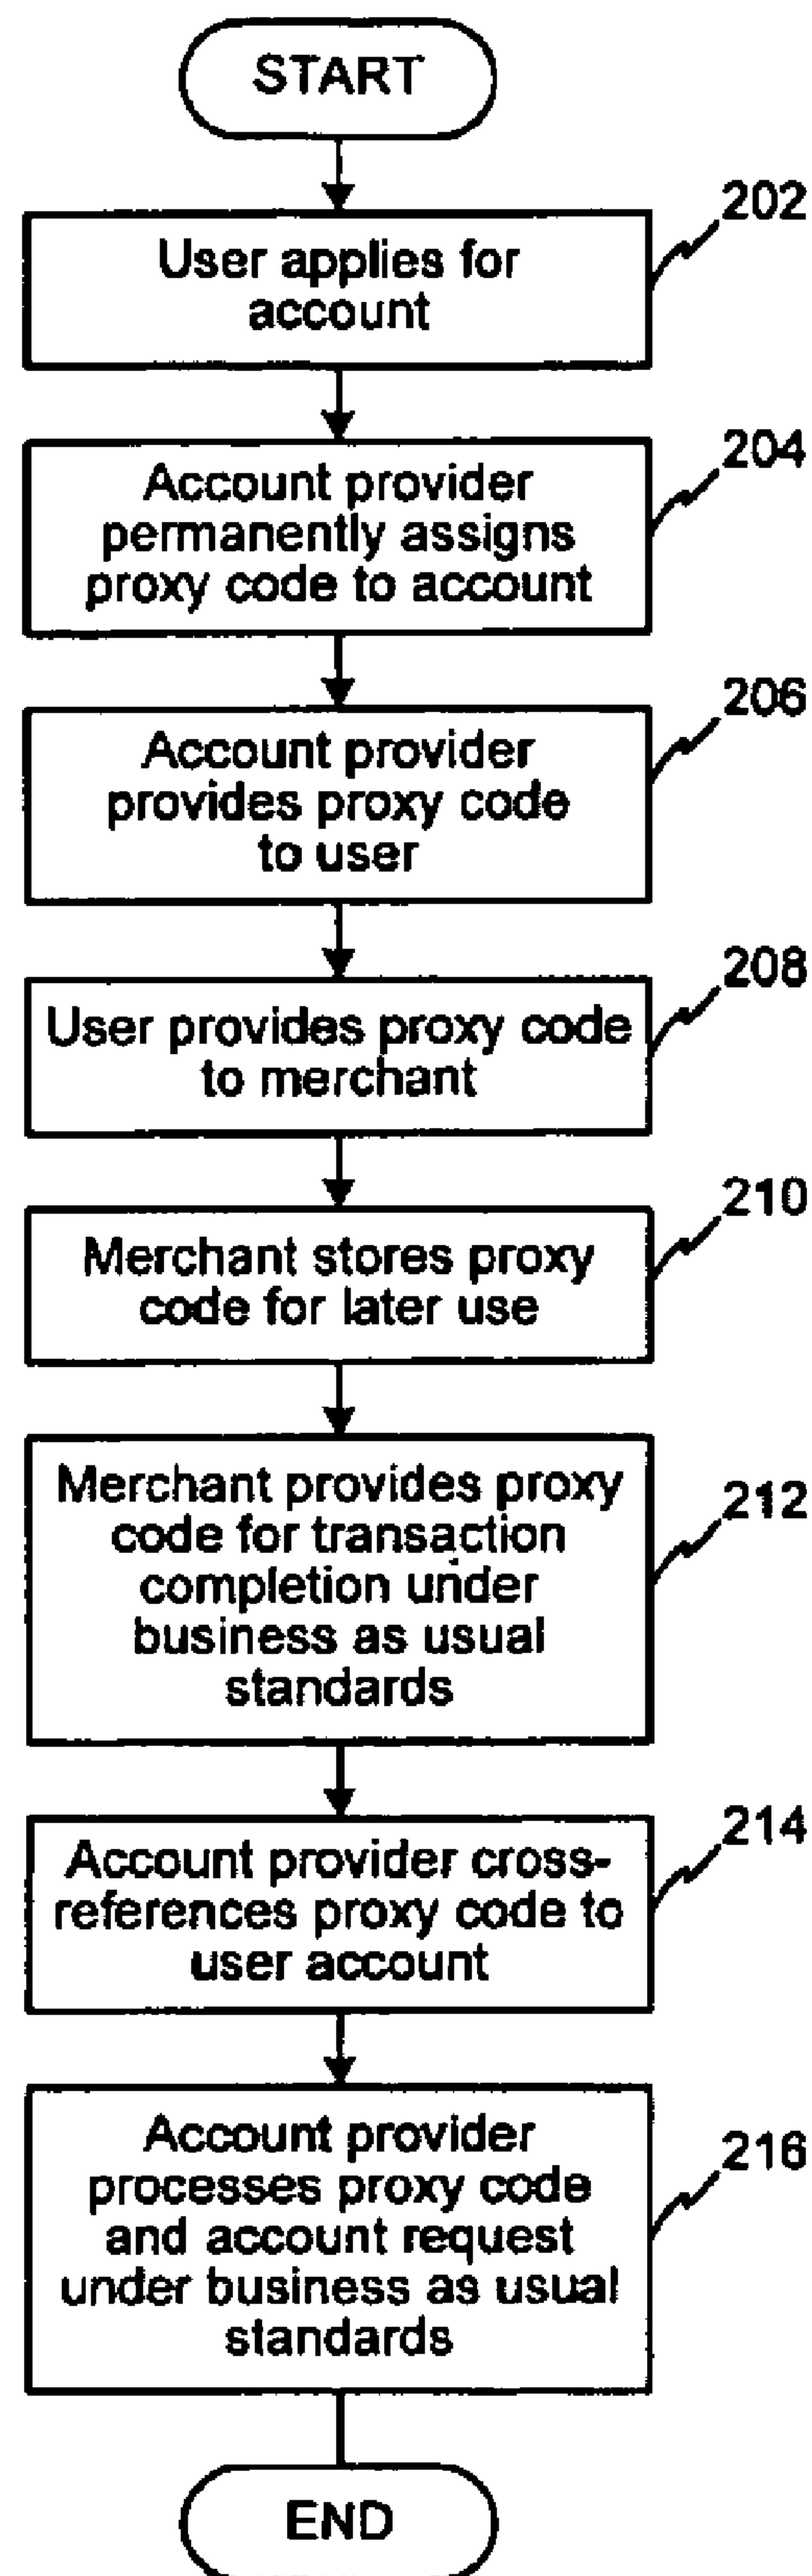 START
202
User applies for
account
204
Account provider
permanently assigns
proxy code to account
206
Account provider
provides proxy code
to user
208
User provides proxy code
to merchant
210
Merchant stores proxy
code for later use
212
Merchant provides proxy
code for transaction
completion under
business as usual
standards
214
Account provider cross-
references proxy code to
user account
216
Account provider
processes proxy code
and account request
under business as usual
standards
END